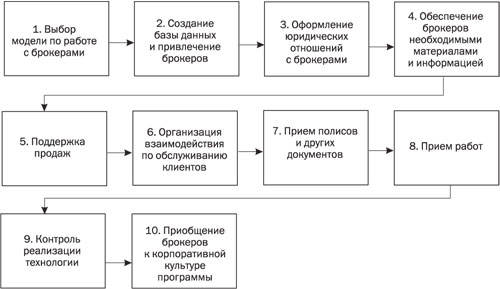 1. Выбор
модели по работе
с брокерами
2. Создание
базы данных
и привлечение
брокеров
3. Оформление
юридических
отношений
с брокерами
4. Обеспечение
брокеров
необходимыми
материалами
и информацией
5. Поддержка
продаж
6. Организация
взаимодействия
по обслуживанию
клиентов
7. Прием полисов
и других
документов
8. Прием работ
9. Контроль
реализации
технологии
10. Приобщение
брокеров
к корпоративной
культуре
программы